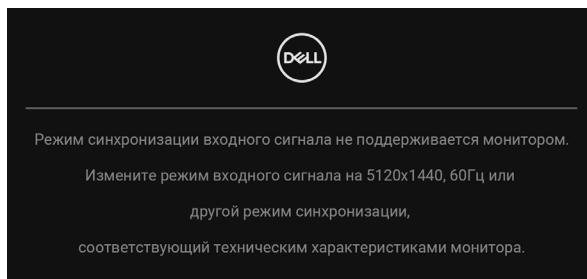 DELL
Режим синхронизации входного сигнала не поддерживается монитором.
Измените режим входного сигнала на 5120x1440, 60Гц или
другой режим синхронизации,
соответствующий техническим характеристиками монитора.